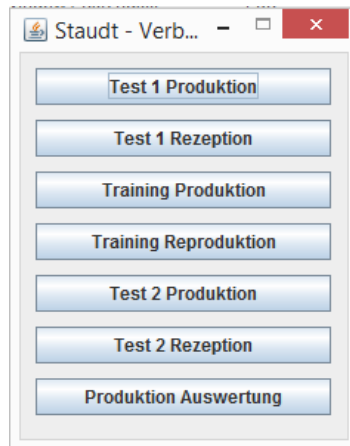 Staudt - Verb...
Test 1 Produktion
Test 1 Rezeption
Training Produktion
Training Reproduktion
Test 2 Produktion
Test 2 Rezeption
Produktion Auswertung